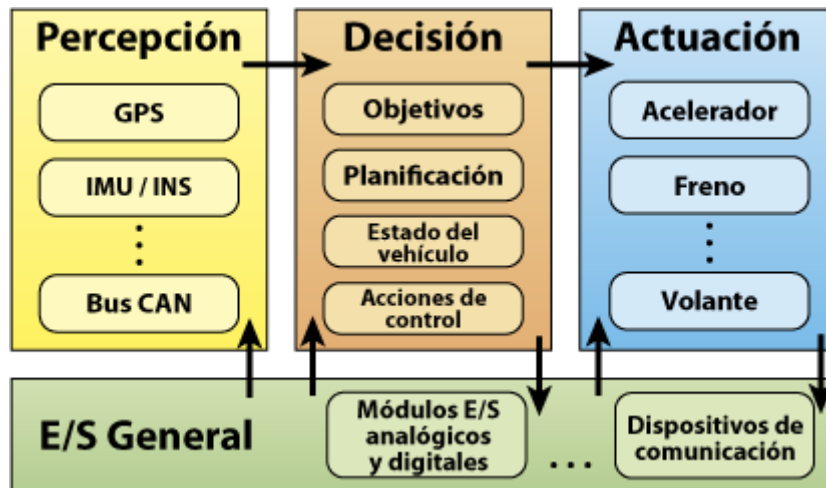 Percepción
GPS
IMU / INS
Bus CAN
Decisión
Objetivos
Planificación
Estado del
vehículo
Acciones de
control
Actuación
Acelerador
Freno
Volante
E/S General
Módulos E/S
analógicos
y digitales
...
Dispositivos de
comunicación